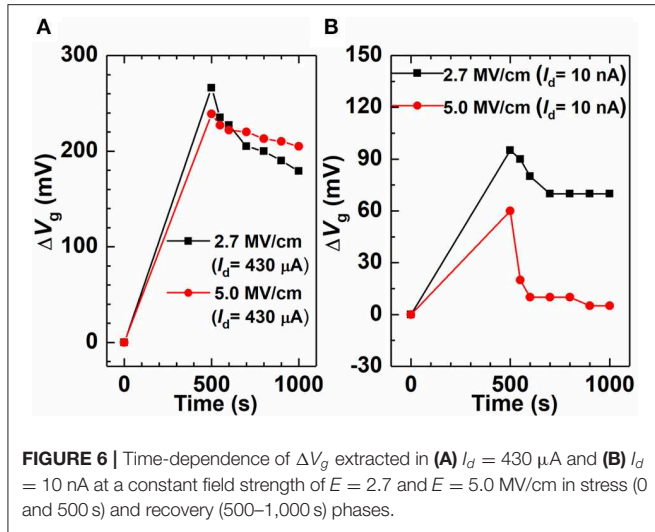 A
B
300
200
100
0
ΔVg (mV)
2.7 MV/cm
(Id= 430 μA)
5.0 MV/cm
(Id= 430 μA)
0
500
1000
Time (s)
150
120
90
60
30
0
-30
ΔVg (mV)
2.7 MV/cm (Id= 10 nA)
5.0 MV/cm (Id= 10 nA)
0
500
1000
Time (s)
FIGURE 6 | Time-dependence of ΔVg extracted in (A) Id = 430 μA and (B) Id
= 10 nA at a constant field strength of E = 2.7 and E = 5.0 MV/cm in stress (0
and 500 s) and recovery (500–1,000 s) phases.